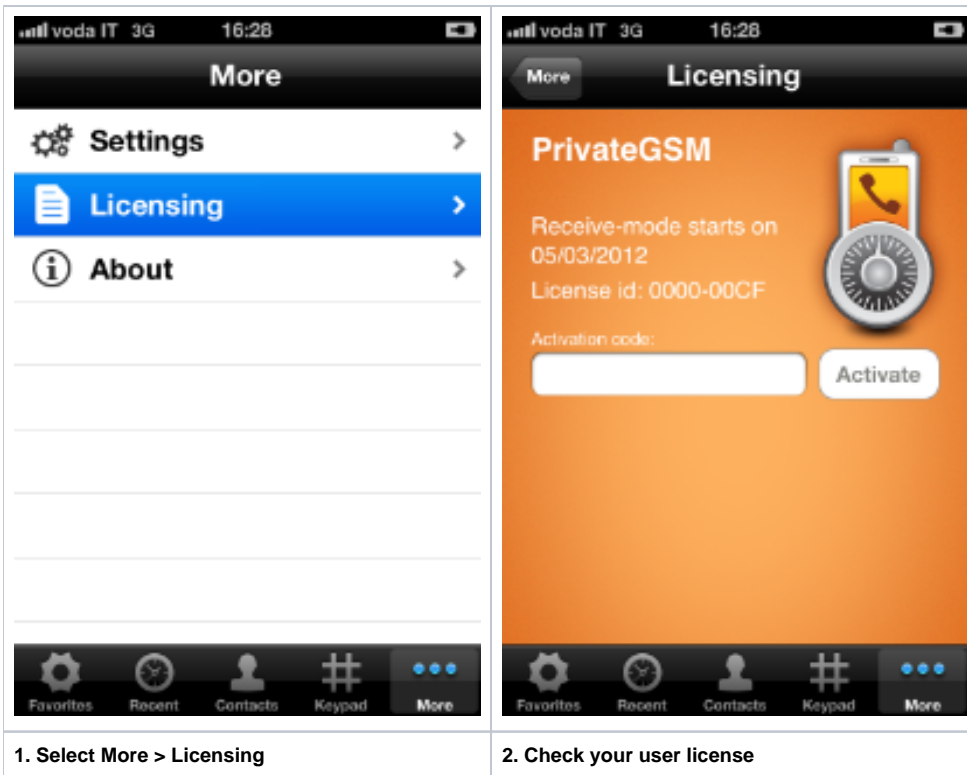 voda IT 3G 16:28
More
Settings
Licensing
About
Favorites Recent Contacts Keypad More
1. Select More > Licensing
voda IT 3G 16:28
More Licensing
PrivateGSM
Receive-mode starts on
05/03/2012
License id: 0000-00CF
Activation code:
Activate
Favorites Recent Contacts Keypad More
2. Check your user license